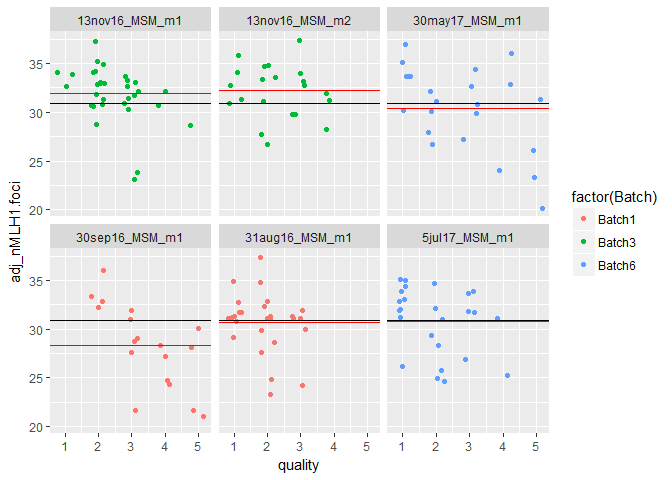 13nov16_MSM_m1 13nov16_MSM_m2 30may17_MSM_m1
35
30
25
20
adj_nMLH1.foci
factor(Batch)
Batch1
Batch3
Batch6
30sep16_MSM_m1 31aug16_MSM_m1 5jul17_MSM_m1
35
30
25
20
1 2 3 4 5 1 2 3 4 5 1 2 3 4 5
quality